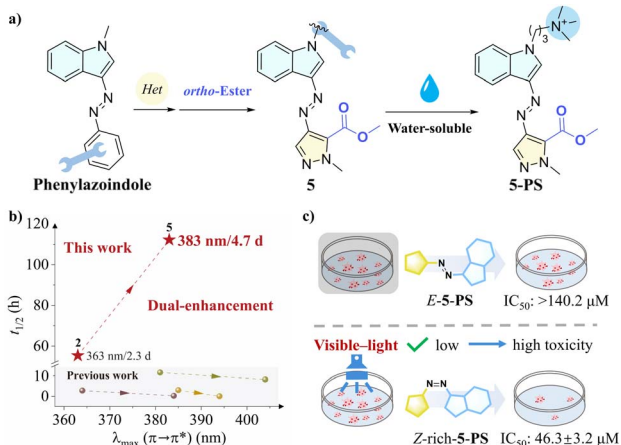 a)
N
N
N
Het
ortho-Ester
Phenylazoindole
N
N
N
O
O
N
N
5
Water-soluble
3
N+
N
N
N
O
O
N
N
5-PS
b)
120
100
80
60
10
0
t1/2 (h)
This work
5
383 nm/4.7 d
Dual-enhancement
2
363 nm/2.3 d
Previous work
360 370 380 390 400
λmax (π→π*) (nm)
c)
N
N
E-5-PS
IC50: >140.2 μM
Visible–light
low
high toxicity
N=N
Z-rich-5-PS
IC50: 46.3±3.2 μM